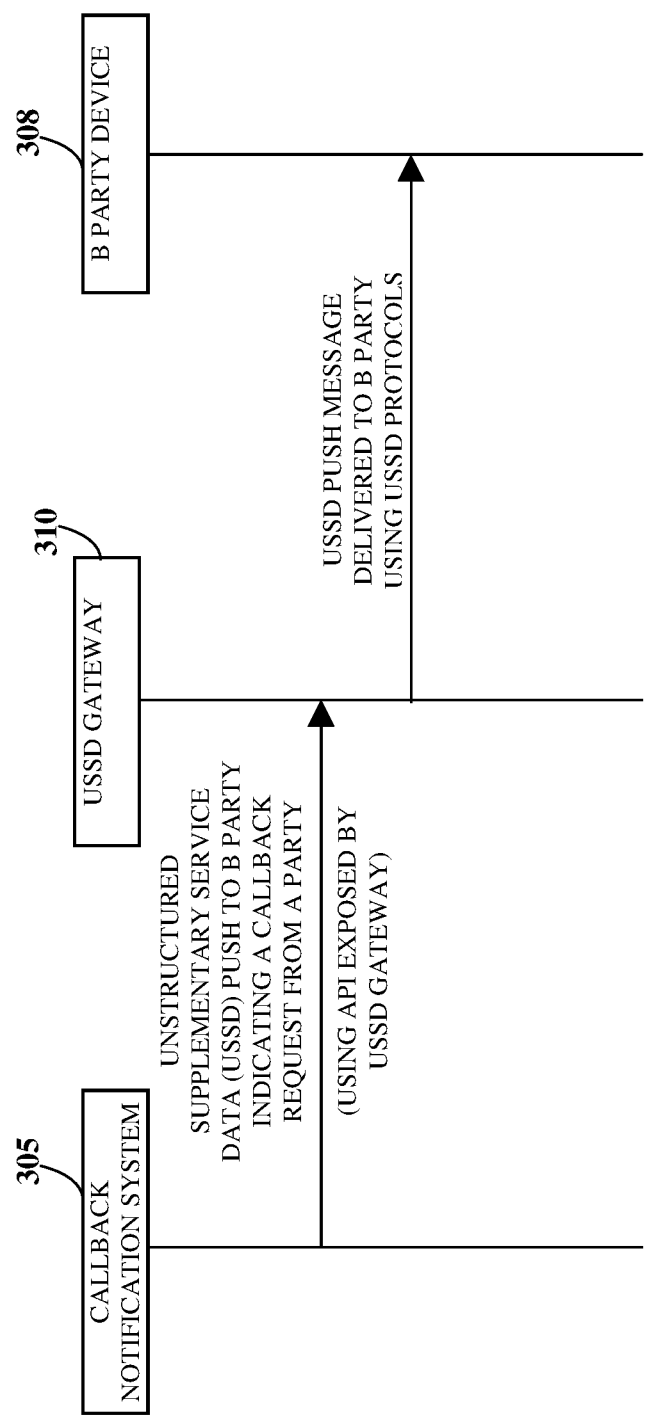 305
CALLBACK
NOTIFICATION SYSTEM
310
USSD GATEWAY
308
B PARTY DEVICE
UNSTRUCTURED
SUPPLEMENTARY SERVICE
DATA (USSD) PUSH TO B PARTY
INDICATING A CALLBACK
REQUEST FROM A PARTY
(USING API EXPOSED BY
USSD GATEWAY)
USSD PUSH MESSAGE
DELIVERED TO B PARTY
USING USSD PROTOCOLS